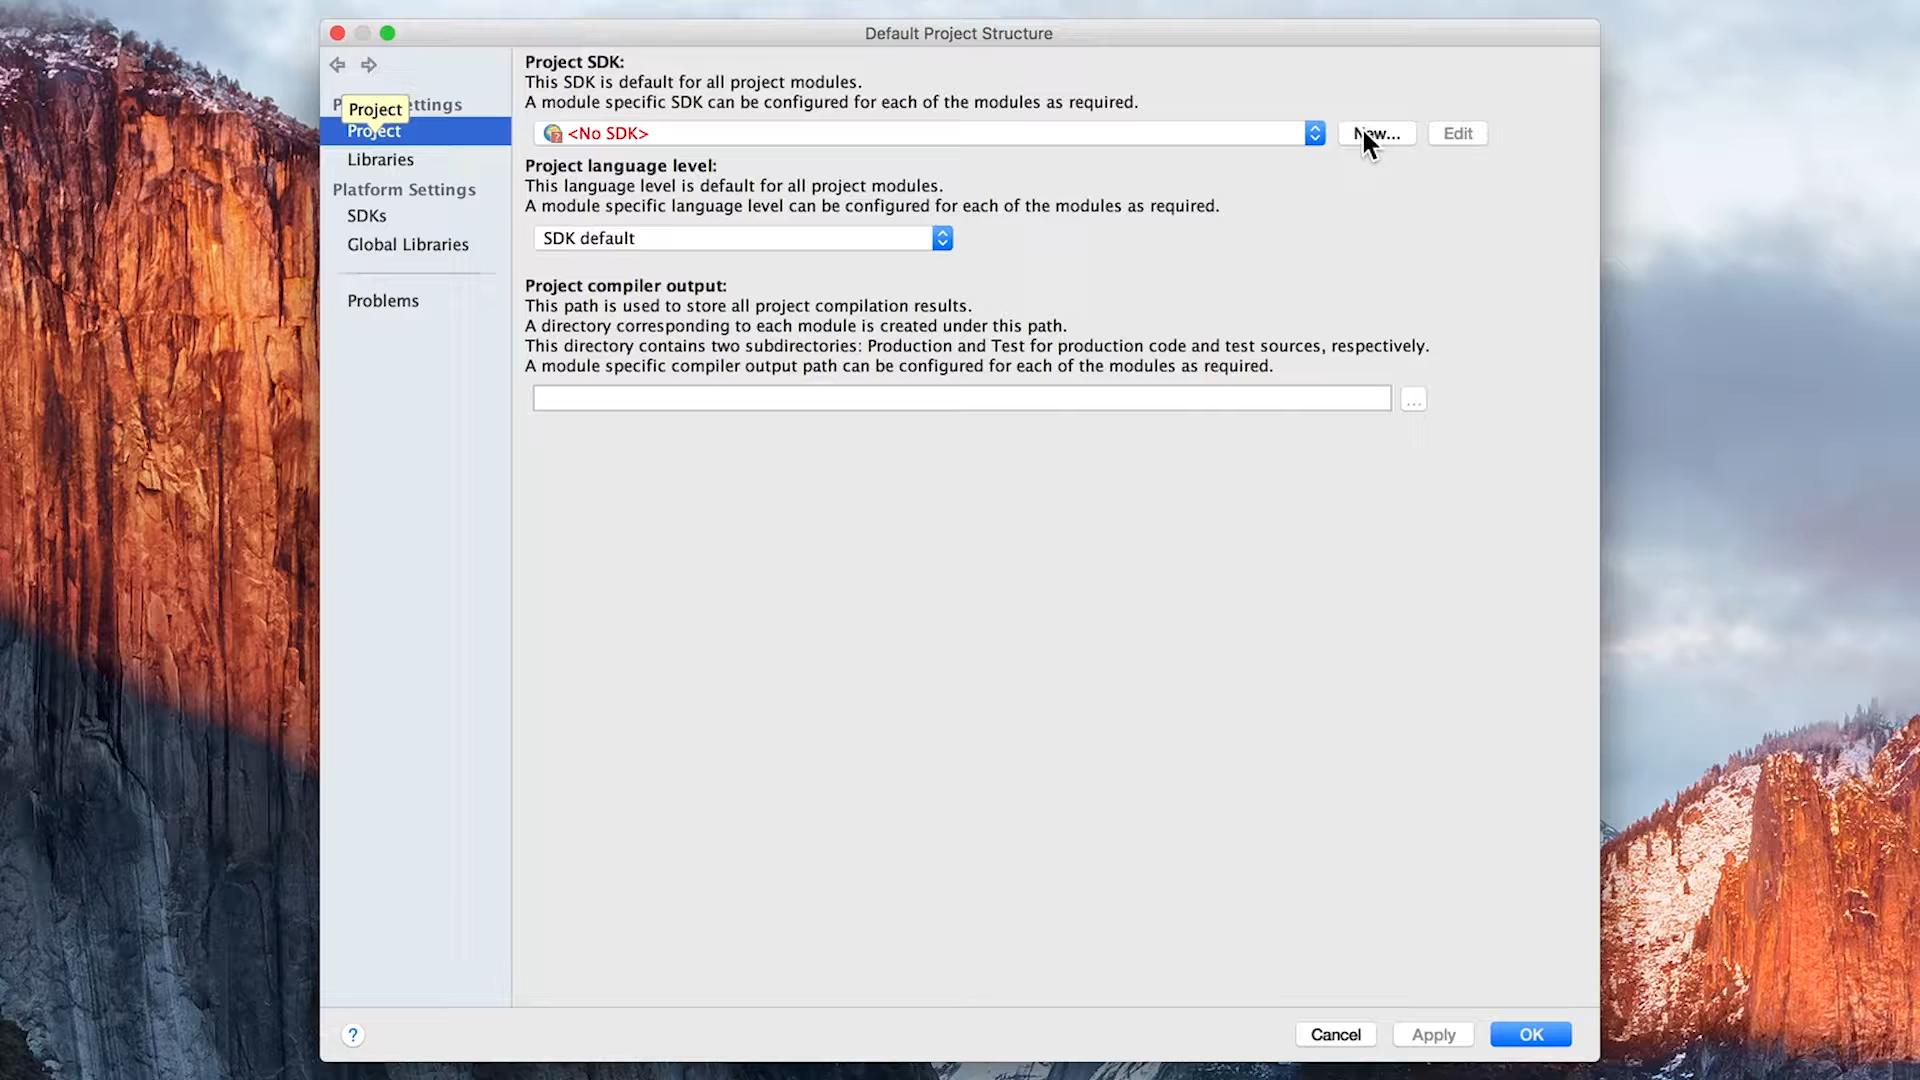 Default Project Structure
Project
Project
Libraries
Platform Settings
SDKs
Global Libraries
Problems
Project SDK:
This SDK is default for all project modules.
A module specific SDK can be configured for each of the modules as required.
<No SDK>
New...
Edit
Project language level:
This language level is default for all project modules.
A module specific language level can be configured for each of the modules as required.
SDK default
Project compiler output:
This path is used to store all project compilation results.
A directory corresponding to each module is created under this path.
This directory contains two subdirectories: Production and Test for production code and test sources, respectively.
A module specific compiler output path can be configured for each of the modules as required.
...
?
Cancel
Apply
OK